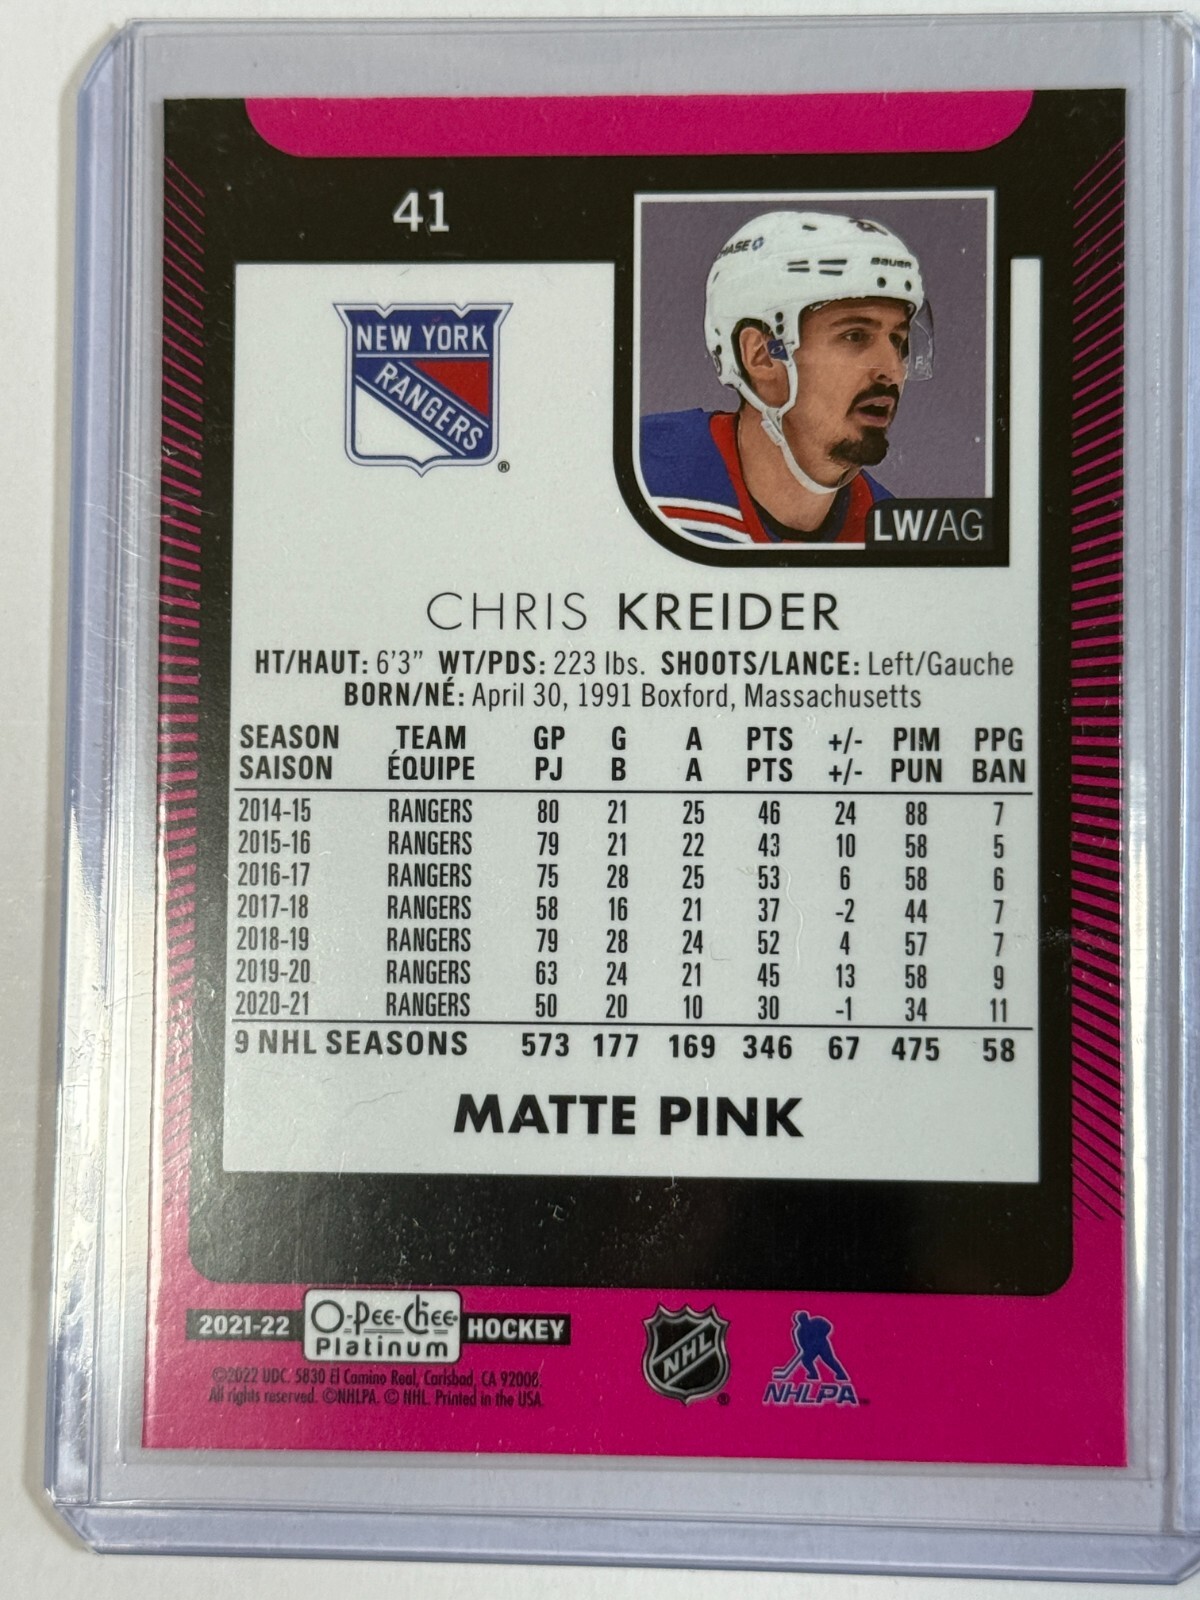 41
CHASE
BAUER
NEW YORK
RANGERS
®
LW/AG
CHRIS KREIDER
HT/HAUT: 6'3" WT/PDS: 223 lbs. SHOOTS/LANCE: Left/Gauche
BORN/NÉ: April 30, 1991 Boxford, Massachusetts
SEASON TEAM GP G A PTS +/- PIM PPG
SAISON ÉQUIPE PJ B A PTS +/- PUN BAN
2014-15 RANGERS 80 21 25 46 24 88 7
2015-16 RANGERS 79 21 22 43 10 58 5
2016-17 RANGERS 75 28 25 53 6 58 6
2017-18 RANGERS 58 16 21 37 -2 44 7
2018-19 RANGERS 79 28 24 52 4 57 7
2019-20 RANGERS 63 24 21 45 13 58 9
2020-21 RANGERS 50 20 10 30 -1 34 11
9 NHL SEASONS 573 177 169 346 67 475 58
MATTE PINK
2021-22 O-Pee-Chee Platinum HOCKEY
©2022 UDC. 5830 El Camino Real, Carlsbad, CA 92008.
All rights reserved. ©NHLPA. © NHL. Printed in the USA.
NHL ®
NHLPA